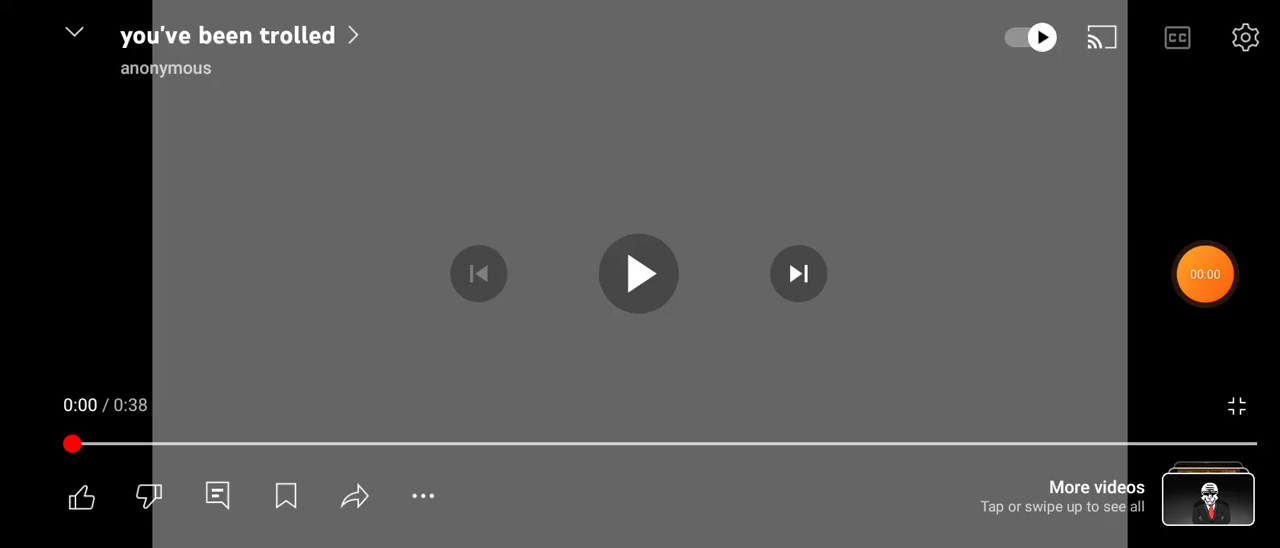 you've been trolled
anonymous
CC
00:00
0:00 / 0:38
More videos
Tap or swipe up to see all